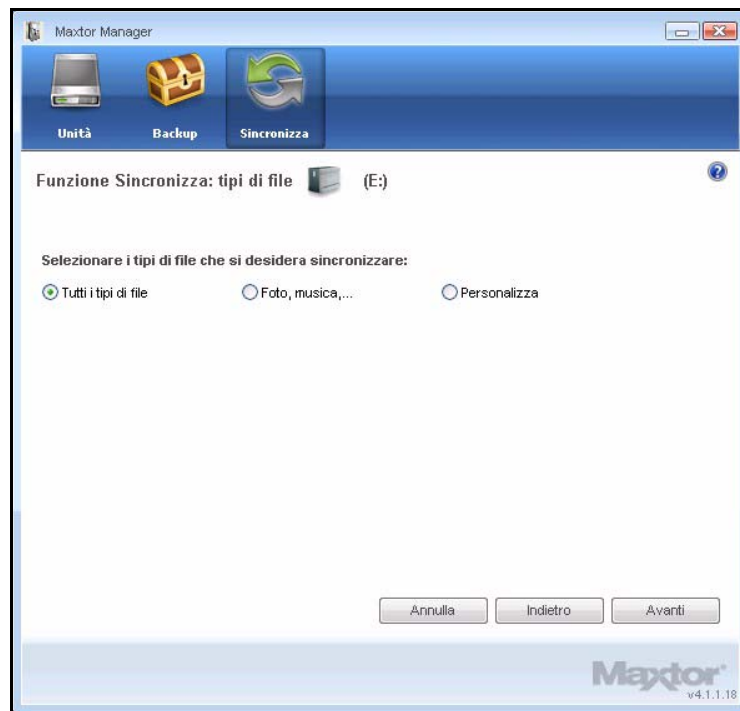 Maxtor Manager
Unità Backup Sincronizza
Funzione Sincronizza: tipi di file (E:)
Selezionare i tipi di file che si desidera sincronizzare:
Tutti i tipi di file Foto, musica,... Personalizza
Annulla Indietro Avanti
Maxtor
v4.1.1.18